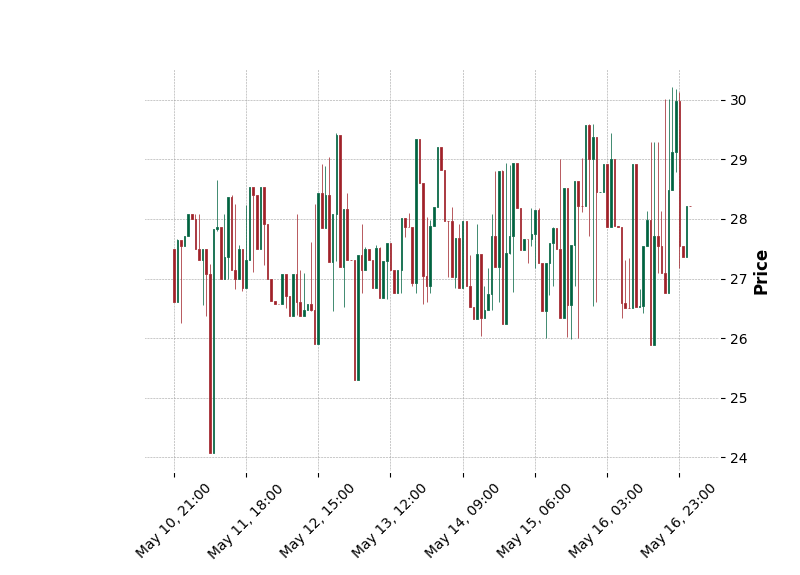 30
29
28
27
26
25
24
Price
May 10, 21:00
May 11, 18:00
May 12, 15:00
May 13, 12:00
May 14, 09:00
May 15, 06:00
May 16, 03:00
May 16, 23:00